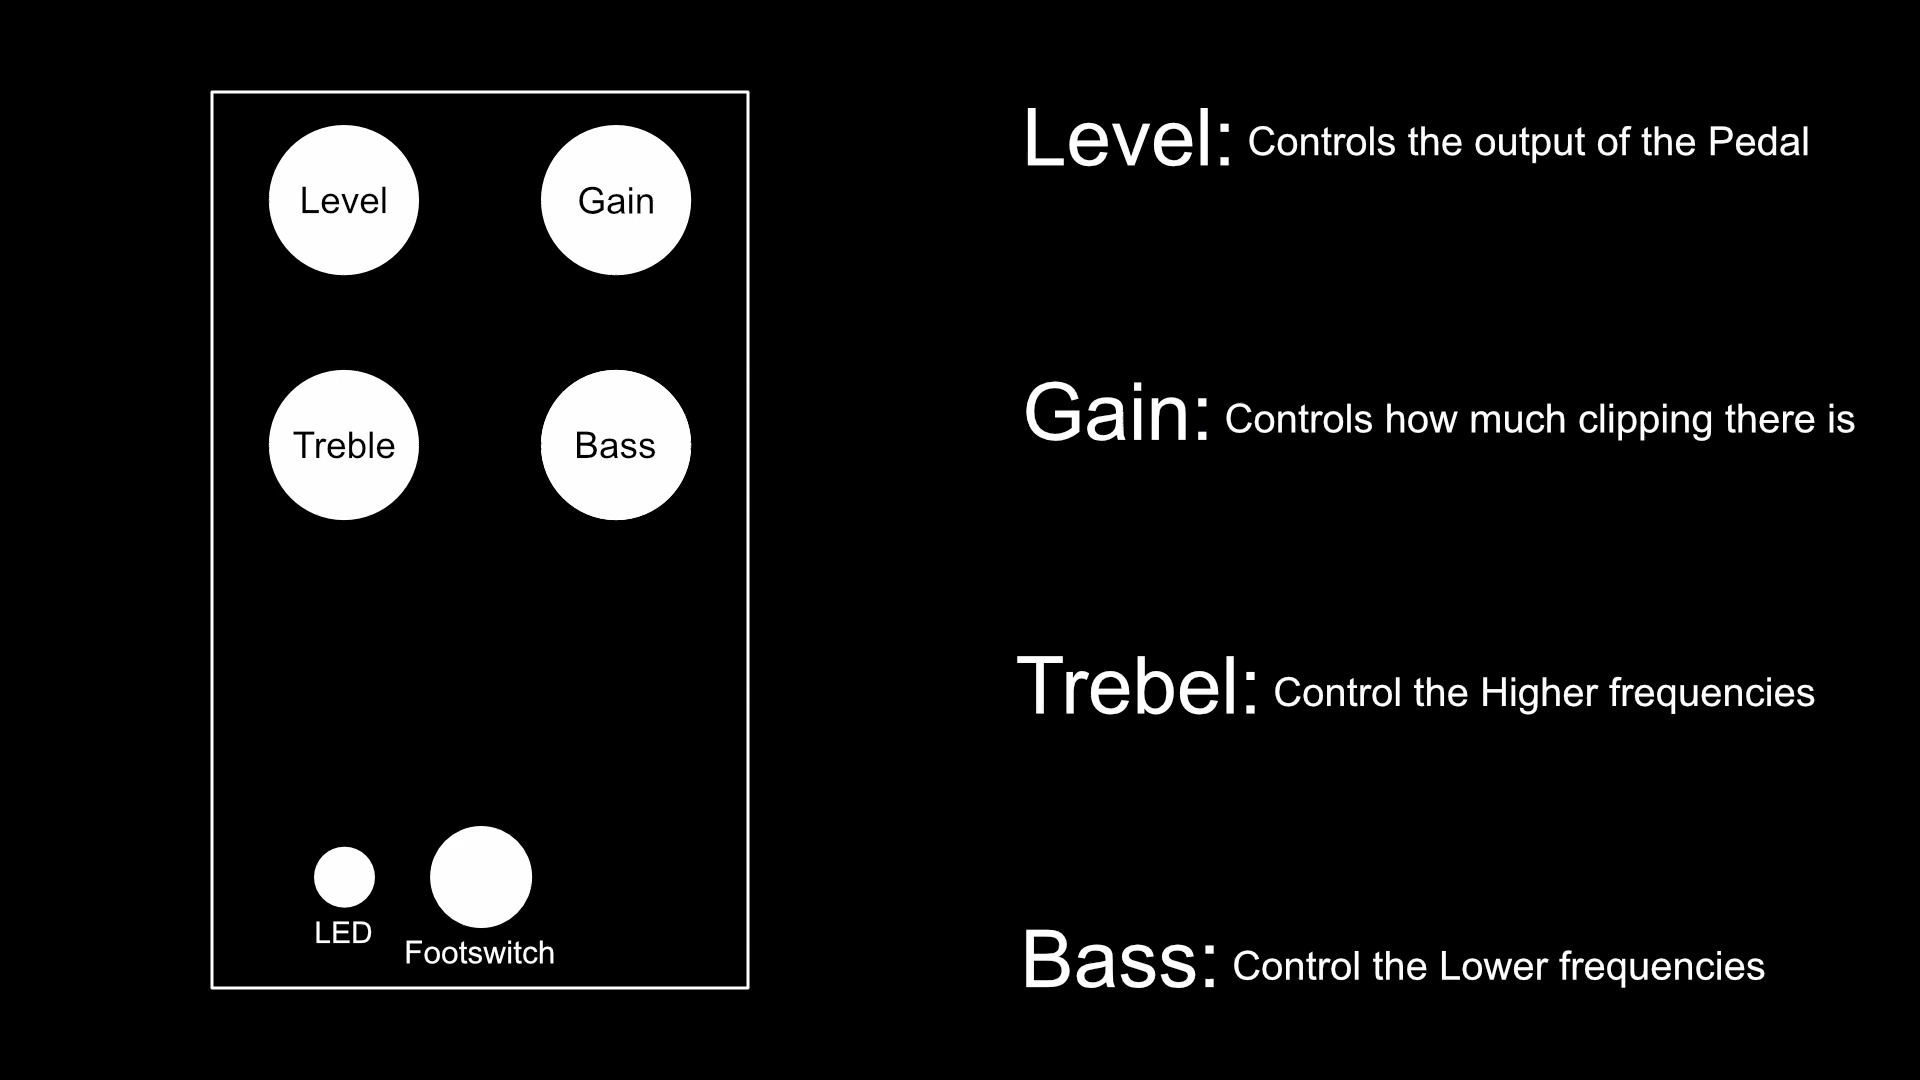 Level
Gain
Treble
Bass
LED
Footswitch
Level: Controls the output of the Pedal
Gain: Controls how much clipping there is
Trebel: Control the Higher frequencies
Bass: Control the Lower frequencies